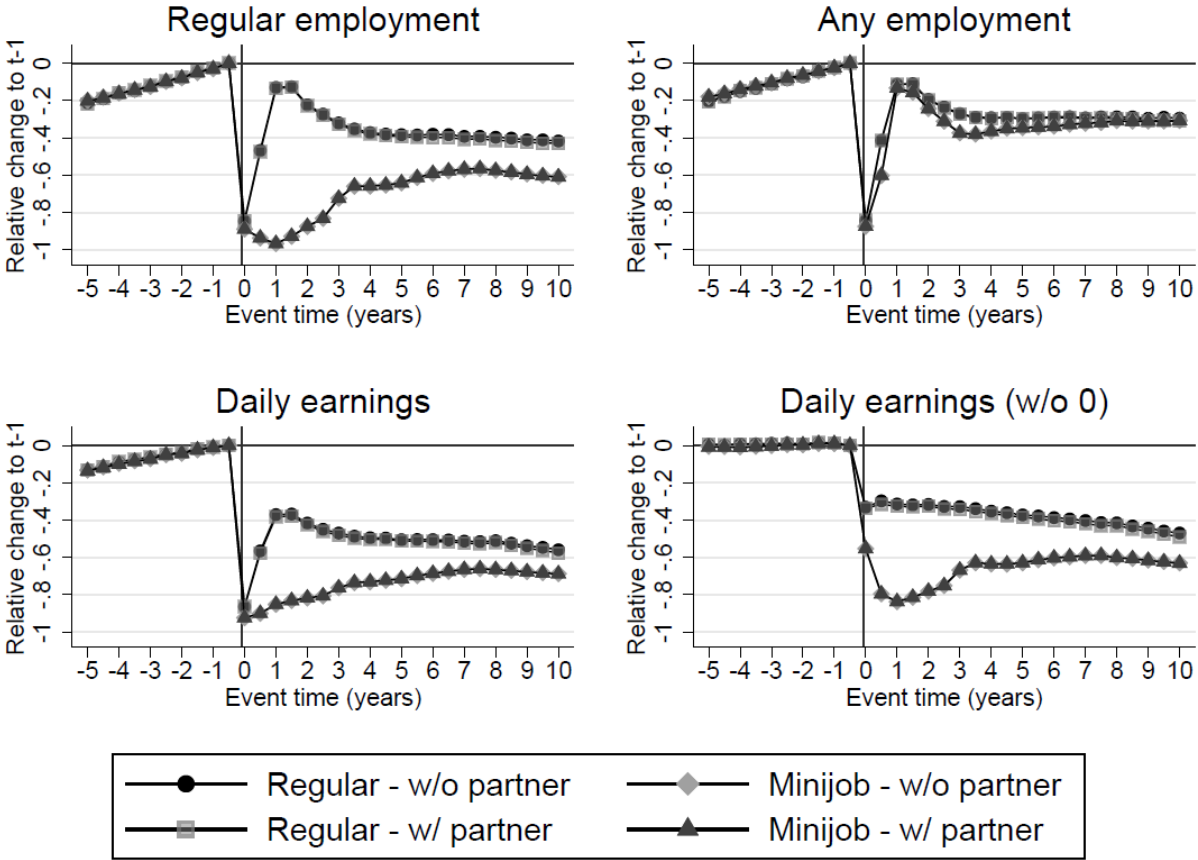 Regular employment
Relative change to t-1
0
-.2
-.4
-.6
-.8
-1
-5 -4 -3 -2 -1 0 1 2 3 4 5 6 7 8 9 10
Event time (years)
Any employment
Relative change to t-1
0
-.2
-.4
-.6
-.8
-1
-5 -4 -3 -2 -1 0 1 2 3 4 5 6 7 8 9 10
Event time (years)
Daily earnings
Relative change to t-1
0
-.2
-.4
-.6
-.8
-1
-5 -4 -3 -2 -1 0 1 2 3 4 5 6 7 8 9 10
Event time (years)
Daily earnings (w/o 0)
Relative change to t-1
0
-.2
-.4
-.6
-.8
-1
-5 -4 -3 -2 -1 0 1 2 3 4 5 6 7 8 9 10
Event time (years)
Regular - w/o partner
Minijob - w/o partner
Regular - w/ partner
Minijob - w/ partner